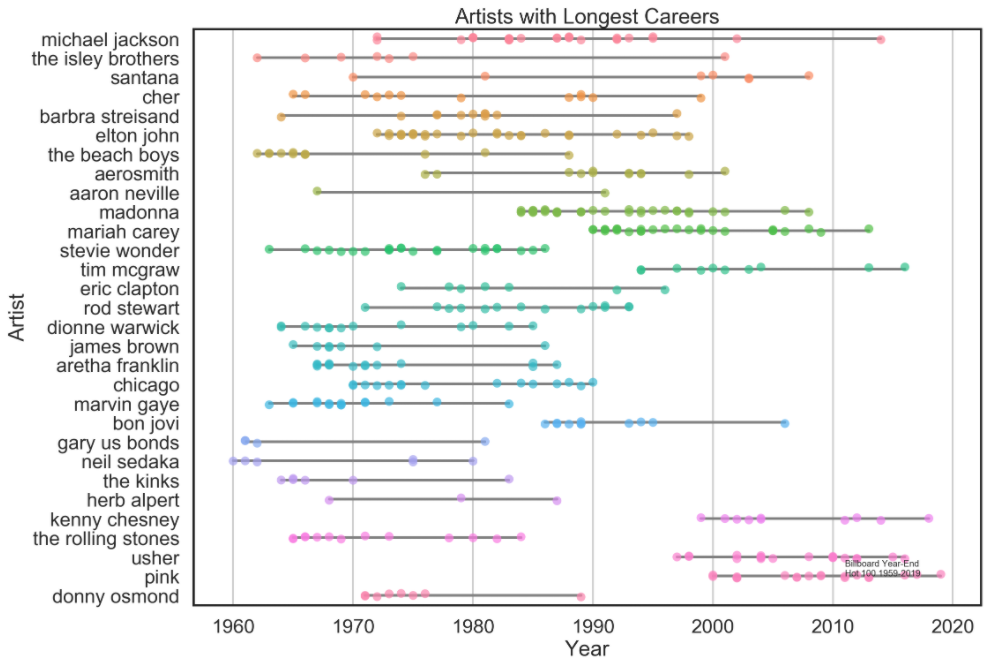 Artists with Longest Careers
michael jackson
the isley brothers
santana
cher
barbra streisand
elton john
the beach boys
aerosmith
aaron neville
madonna
mariah carey
stevie wonder
tim mcgraw
eric clapton
rod stewart
dionne warwick
james brown
aretha franklin
chicago
marvin gaye
bon jovi
gary us bonds
neil sedaka
the kinks
herb alpert
kenny chesney
the rolling stones
usher
pink
donny osmond
Artist
Billboard Year-End
Hot 100 1959-2019
1960 1970 1980 1990 2000 2010 2020
Year